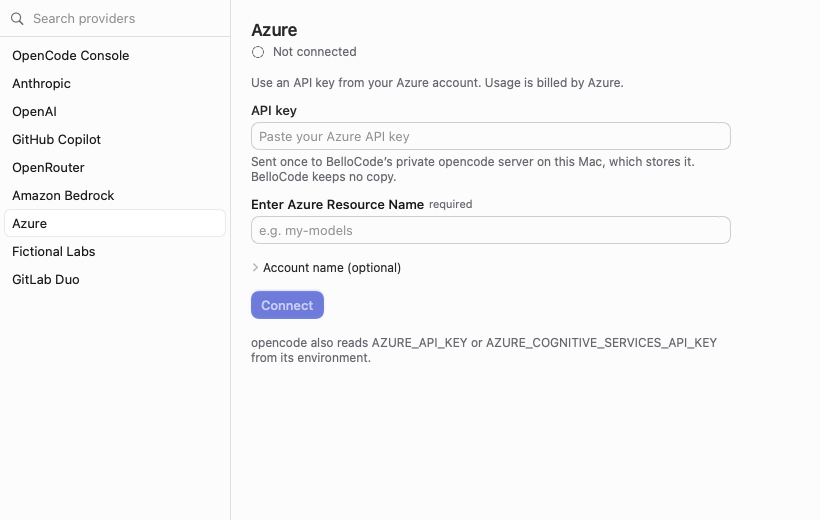 Search providers
OpenCode Console
Anthropic
OpenAI
GitHub Copilot
OpenRouter
Amazon Bedrock
Azure
Fictional Labs
GitLab Duo
Azure
Not connected
Use an API key from your Azure account. Usage is billed by Azure.
API key
Paste your Azure API key
Sent once to BelloCode’s private opencode server on this Mac, which stores it.
BelloCode keeps no copy.
Enter Azure Resource Name required
e.g. my-models
Account name (optional)
Connect
opencode also reads AZURE_API_KEY or AZURE_COGNITIVE_SERVICES_API_KEY
from its environment.